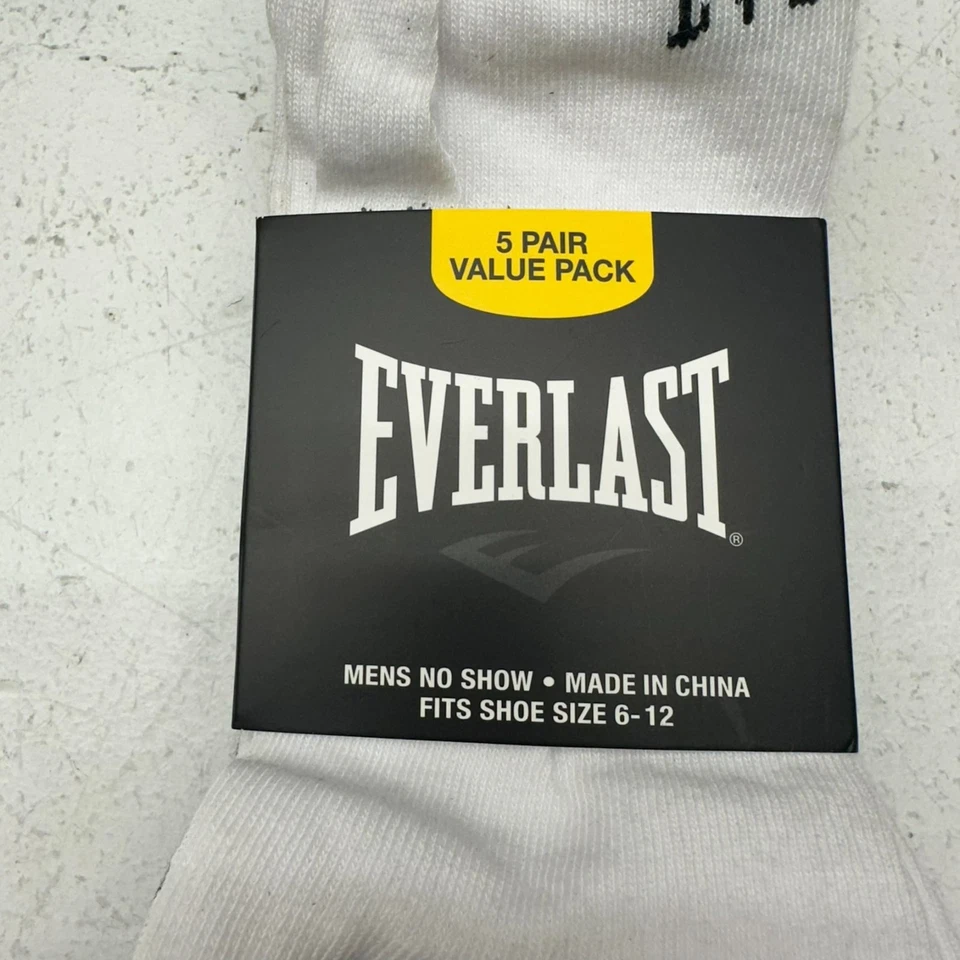 5 PAIR
VALUE PACK
EVERLAST®
MENS NO SHOW • MADE IN CHINA
FITS SHOE SIZE 6-12